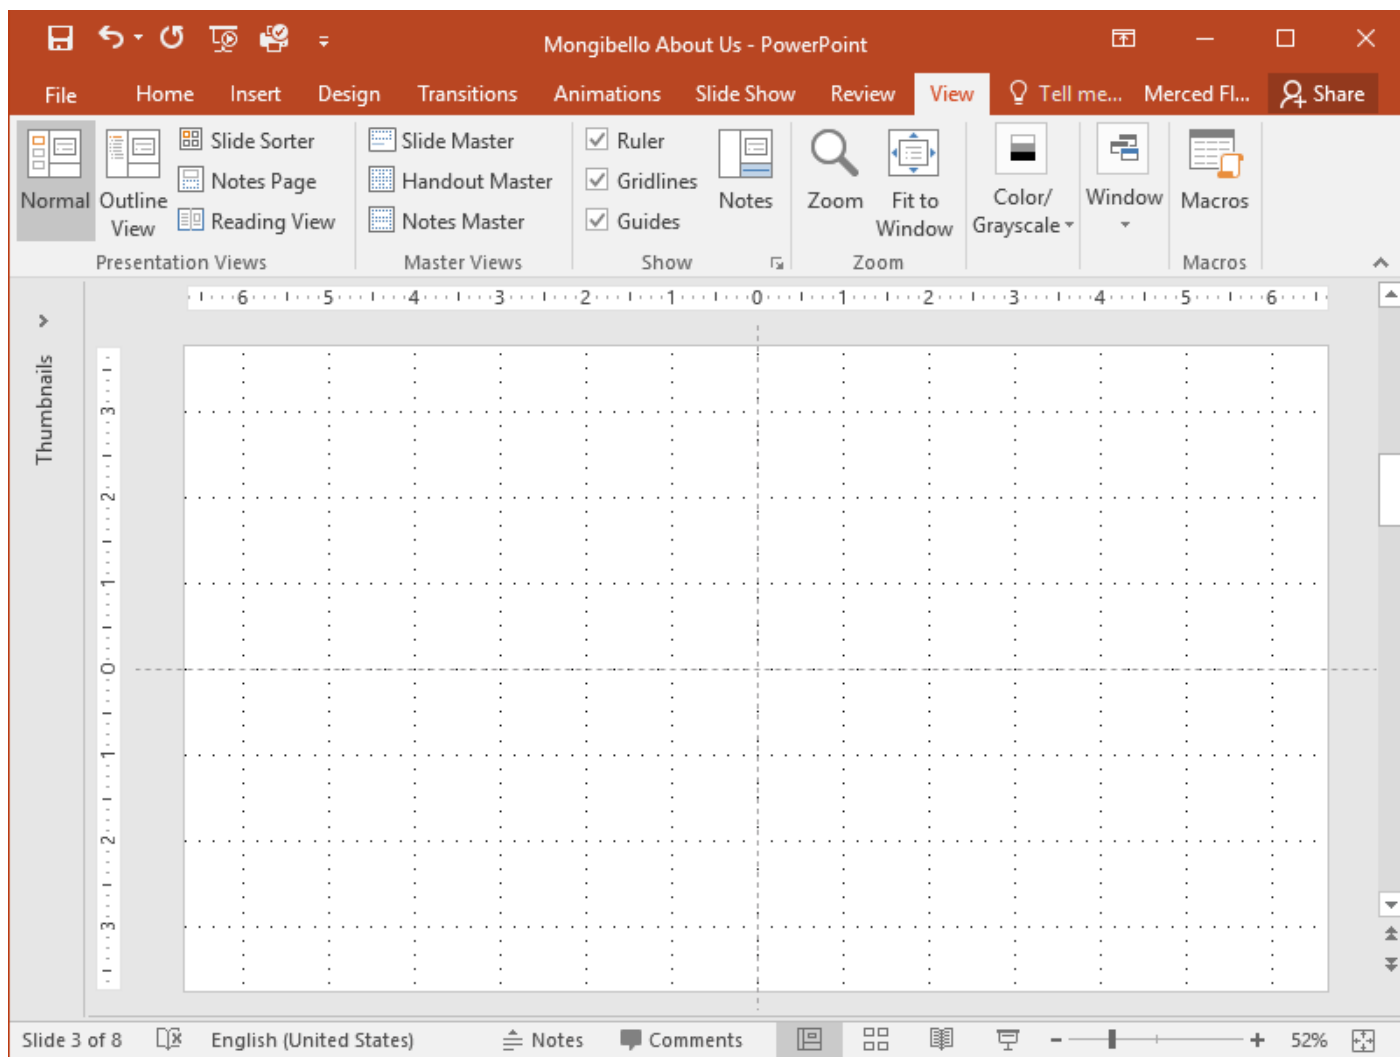 Mongibello About Us - PowerPoint
File Home Insert Design Transitions Animations Slide Show Review View Tell me... Merced Fl... Share
Normal
Outline View
Slide Sorter
Notes Page
Reading View
Presentation Views
Slide Master
Handout Master
Notes Master
Master Views
Ruler
Gridlines
Guides
Show
Notes
Zoom
Fit to Window
Zoom
Color/ Grayscale
Window
Macros
Macros
6 5 4 3 2 1 0 1 2 3 4 5 6
Thumbnails
3
2
1
0
1
2
3
Slide 3 of 8 English (United States) Notes Comments 52%